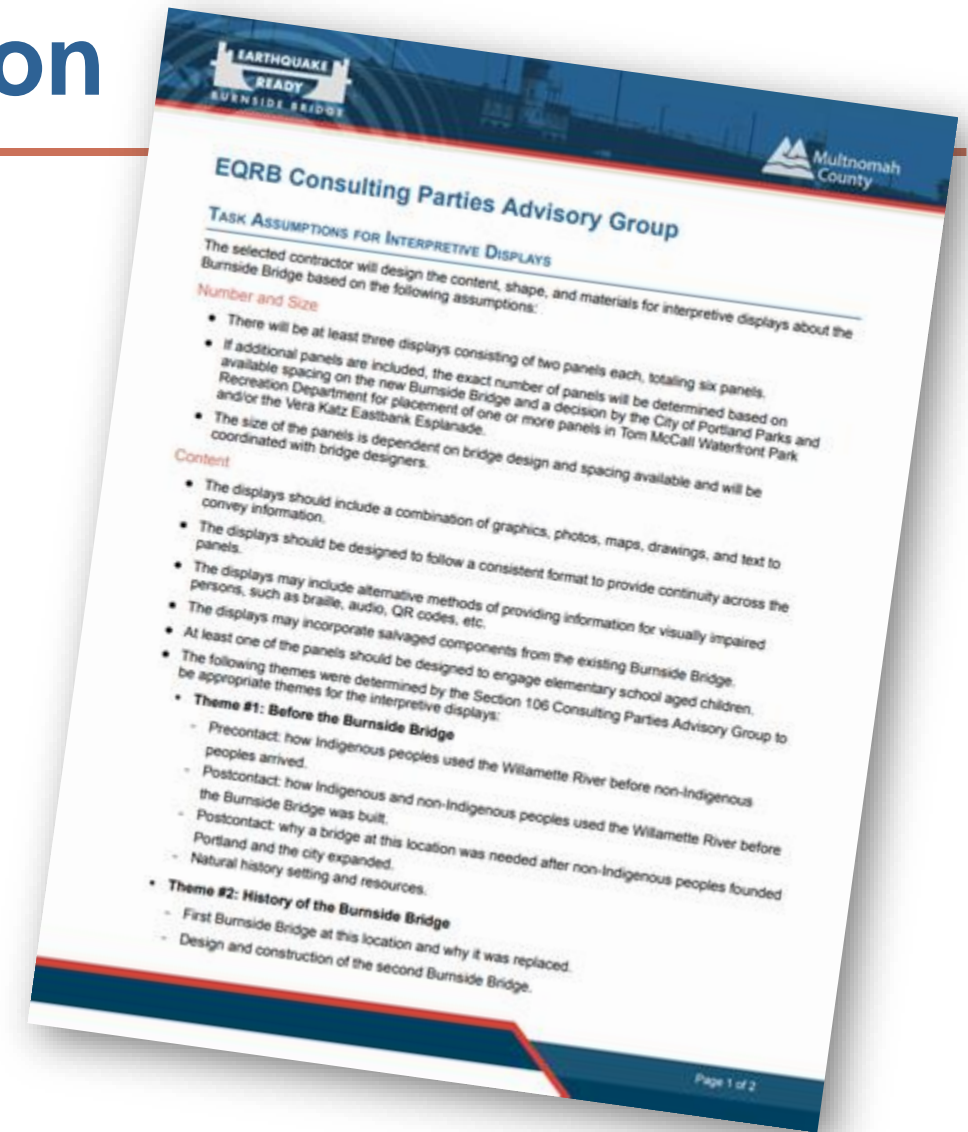 on
EARTHQUAKE
READY
BURNSIDE BRIDGE
Multnomah
County
EQRB Consulting Parties Advisory Group
TASK ASSUMPTIONS FOR INTERPRETIVE DISPLAYS
The selected contractor will design the content, shape, and materials for interpretive displays about the
Burnside Bridge based on the following assumptions:
Number and Size
• There will be at least three displays consisting of two panels each, totaling six panels.
• If additional panels are included, the exact number of panels will be determined based on
available spacing on the new Burnside Bridge and a decision by the City of Portland Parks and
Recreation Department for placement of one or more panels in Tom McCall Waterfront Park
and/or the Vera Katz Eastbank Esplanade.
• The size of the panels is dependent on bridge design and spacing available and will be
coordinated with bridge designers.
Content
• The displays should include a combination of graphics, photos, maps, drawings, and text to
convey information.
• The displays should be designed to follow a consistent format to provide continuity across the
panels.
• The displays may include alternative methods of providing information for visually impaired
persons, such as braille, audio, QR codes, etc.
• The displays may incorporate salvaged components from the existing Burnside Bridge.
• At least one of the panels should be designed to engage elementary school aged children.
• The following themes were determined by the Section 106 Consulting Parties Advisory Group to
be appropriate themes for the interpretive displays:
• Theme #1: Before the Burnside Bridge
- Precontact: how Indigenous peoples used the Willamette River before non-Indigenous
peoples arrived.
- Postcontact: how Indigenous and non-Indigenous peoples used the Willamette River before
the Burnside Bridge was built.
- Postcontact: why a bridge at this location was needed after non-Indigenous peoples founded
Portland and the city expanded.
- Natural history setting and resources.
• Theme #2: History of the Burnside Bridge
- First Burnside Bridge at this location and why it was replaced.
- Design and construction of the second Burnside Bridge.
Page 1 of 2